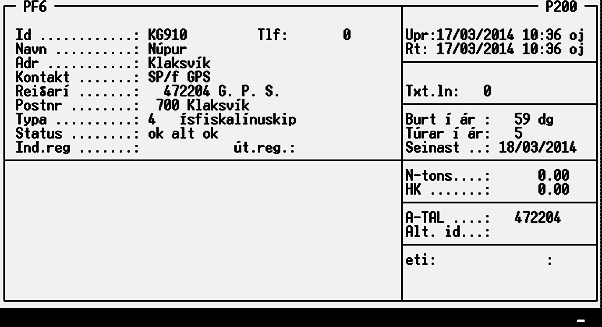 PF6 P200
Id ............: KG910 Tlf: 0
Navn ..........: Núpur
Adr ...........: Klaksvík
Kontakt .......: SP/f GPS
Reiðarí .......: 472204 G. P. S.
Postnr ........: 700 Klaksvík
Typa ..........: 4 ísfiskalínuskip
Status ........: ok alt ok
Ind.reg .......: út.reg.:
Upr:17/03/2014 10:36 oj
Rt: 17/03/2014 10:36 oj
Txt.ln: 0
Burt í ár : 59 dg
Túrar í ár: 5
Seinast ..: 18/03/2014
N-tons....: 0.00
HK .......: 0.00
A-TAL ....: 472204
Alt. id...:
eti: :